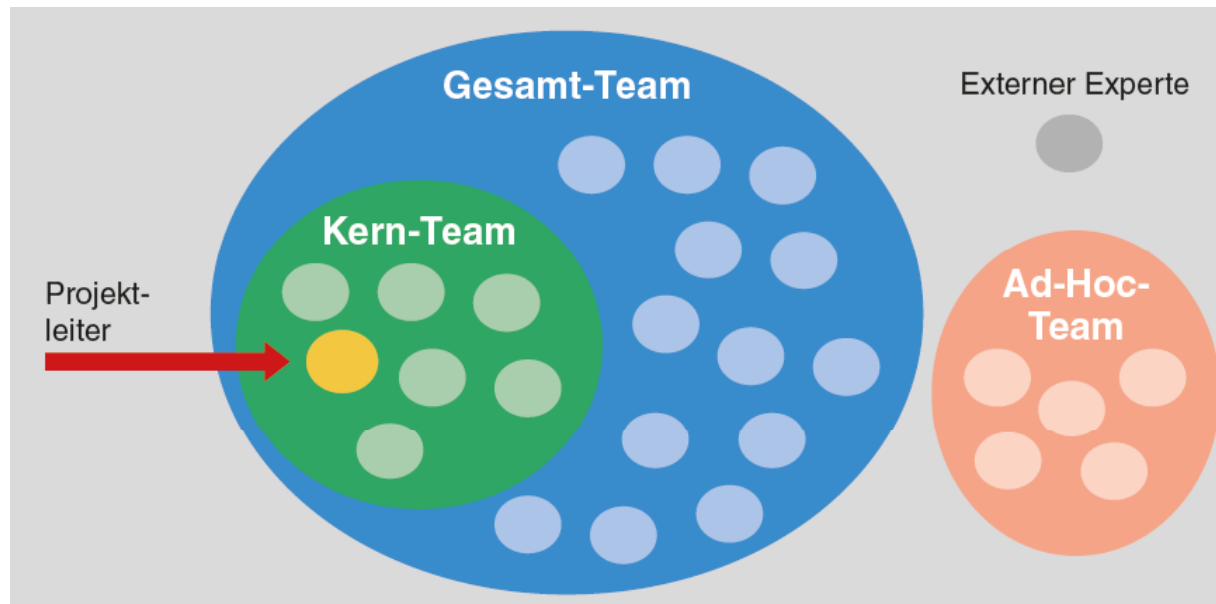 Gesamt-Team
Externer Experte
Kern-Team
Projekt-
leiter
Ad-Hoc-
Team